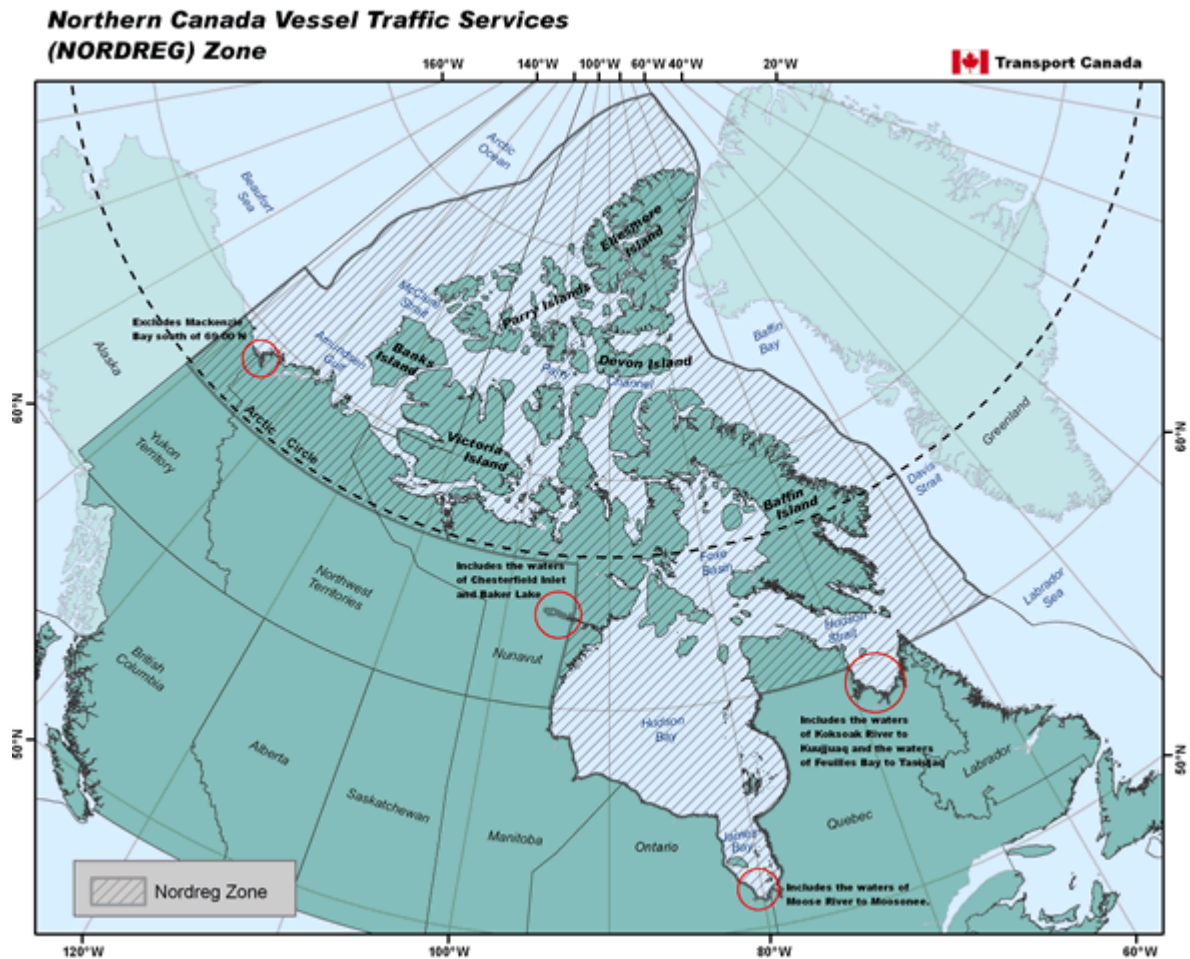 Northern Canada Vessel Traffic Services
(NORDREG) Zone
Transport Canada
160°W 140°W 100°W 60°W 40°W 20°W
Arctic
Ocean
Beaufort
Sea
Ellesmere
Island
McClure
Strait
Parry Islands
Excludes Mackenzie
Bay south of 69.00 N
Amundsen
Gulf
Banks
Island
Devon Island
Parry
Channel
Baffin
Bay
Alaska
60°N
Arctic Circle
Victoria
Island
Greenland
60°N
Yukon
Territory
Davis
Strait
Baffin
Island
Foxe
Basin
Includes the waters
of Chesterfield Inlet
and Baker Lake
Northwest
Territories
Labrador
Sea
Hudson
Strait
Nunavut
British
Columbia
Hudson
Bay
Includes the waters
of Koksoak River to
Kuujjuaq and the waters
of Feuilles Bay to
50°N
Alberta
Labrador
50°N
Saskatchewan
Manitoba
Ontario
Quebec
James
Bay
Nordreg Zone
Includes the waters of
Moose River to Moosonee.
120°W 100°W 80°W 60°W